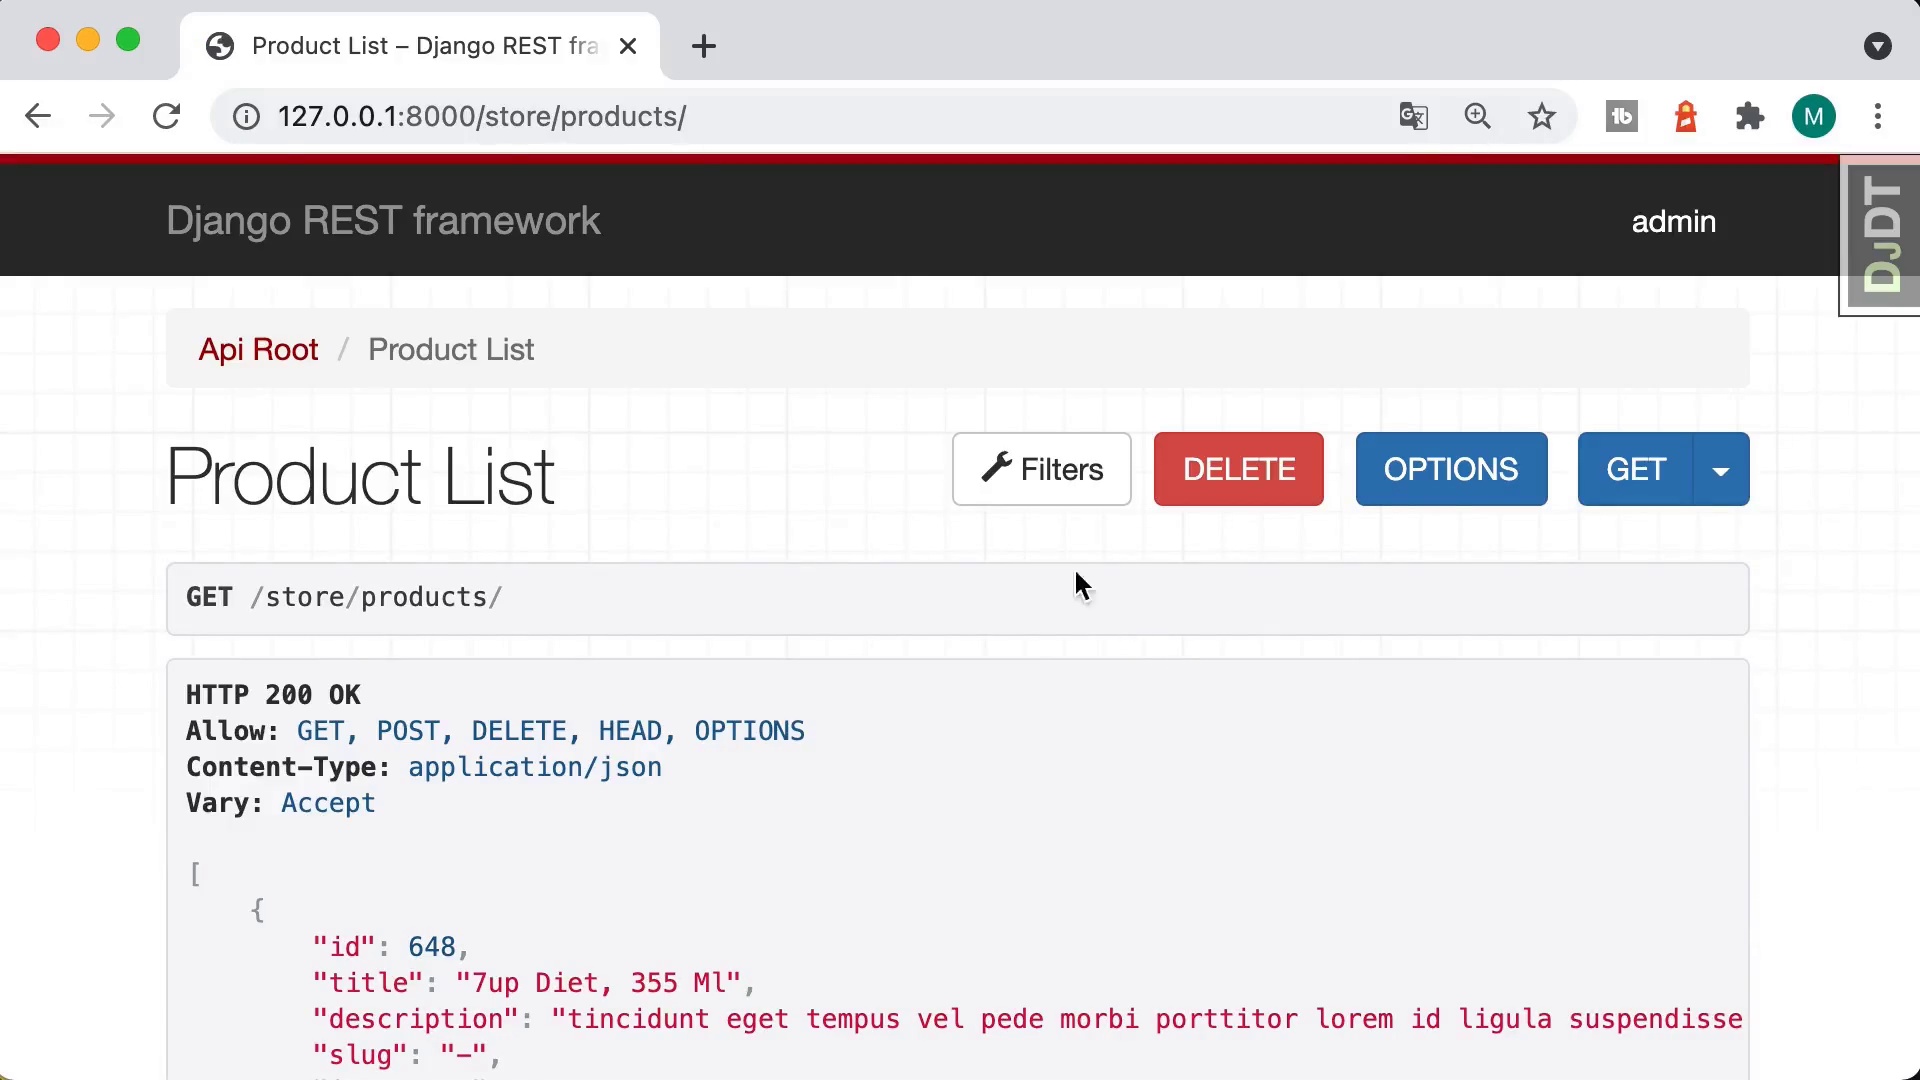 Product List – Django REST fra
127.0.0.1:8000/store/products/
M
Django REST framework
admin
DJDT
Api Root / Product List
Product List
Filters
DELETE
OPTIONS
GET
GET /store/products/
HTTP 200 OK
Allow: GET, POST, DELETE, HEAD, OPTIONS
Content-Type: application/json
Vary: Accept
[
{
"id": 648,
"title": "7up Diet, 355 Ml",
"description": "tincidunt eget tempus vel pede morbi porttitor lorem id ligula suspendisse
"slug": "-",